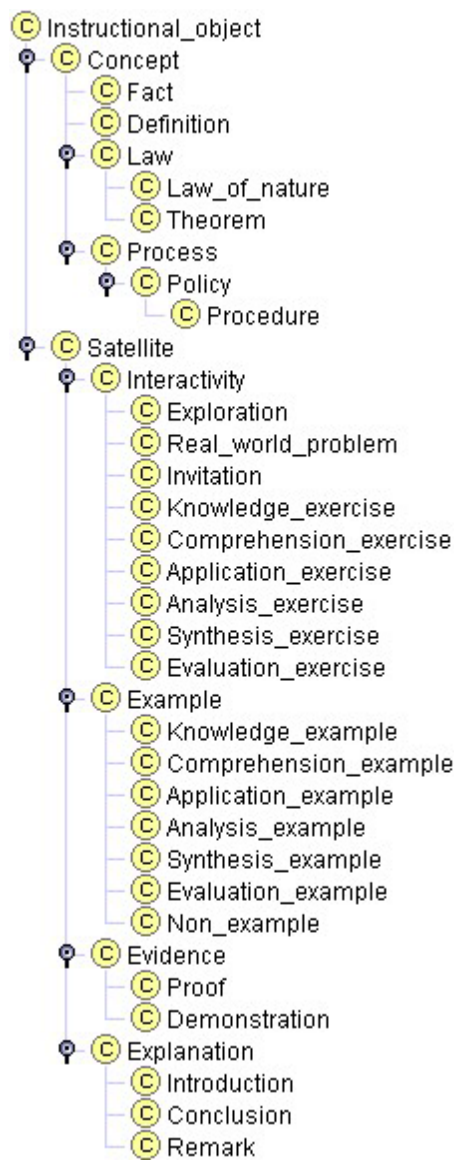 C Instructional_object
C Concept
C Fact
C Definition
C Law
C Law_of_nature
C Theorem
C Process
C Policy
C Procedure
C Satellite
C Interactivity
C Exploration
C Real_world_problem
C Invitation
C Knowledge_exercise
C Comprehension_exercise
C Application_exercise
C Analysis_exercise
C Synthesis_exercise
C Evaluation_exercise
C Example
C Knowledge_example
C Comprehension_example
C Application_example
C Analysis_example
C Synthesis_example
C Evaluation_example
C Non_example
C Evidence
C Proof
C Demonstration
C Explanation
C Introduction
C Conclusion
C Remark